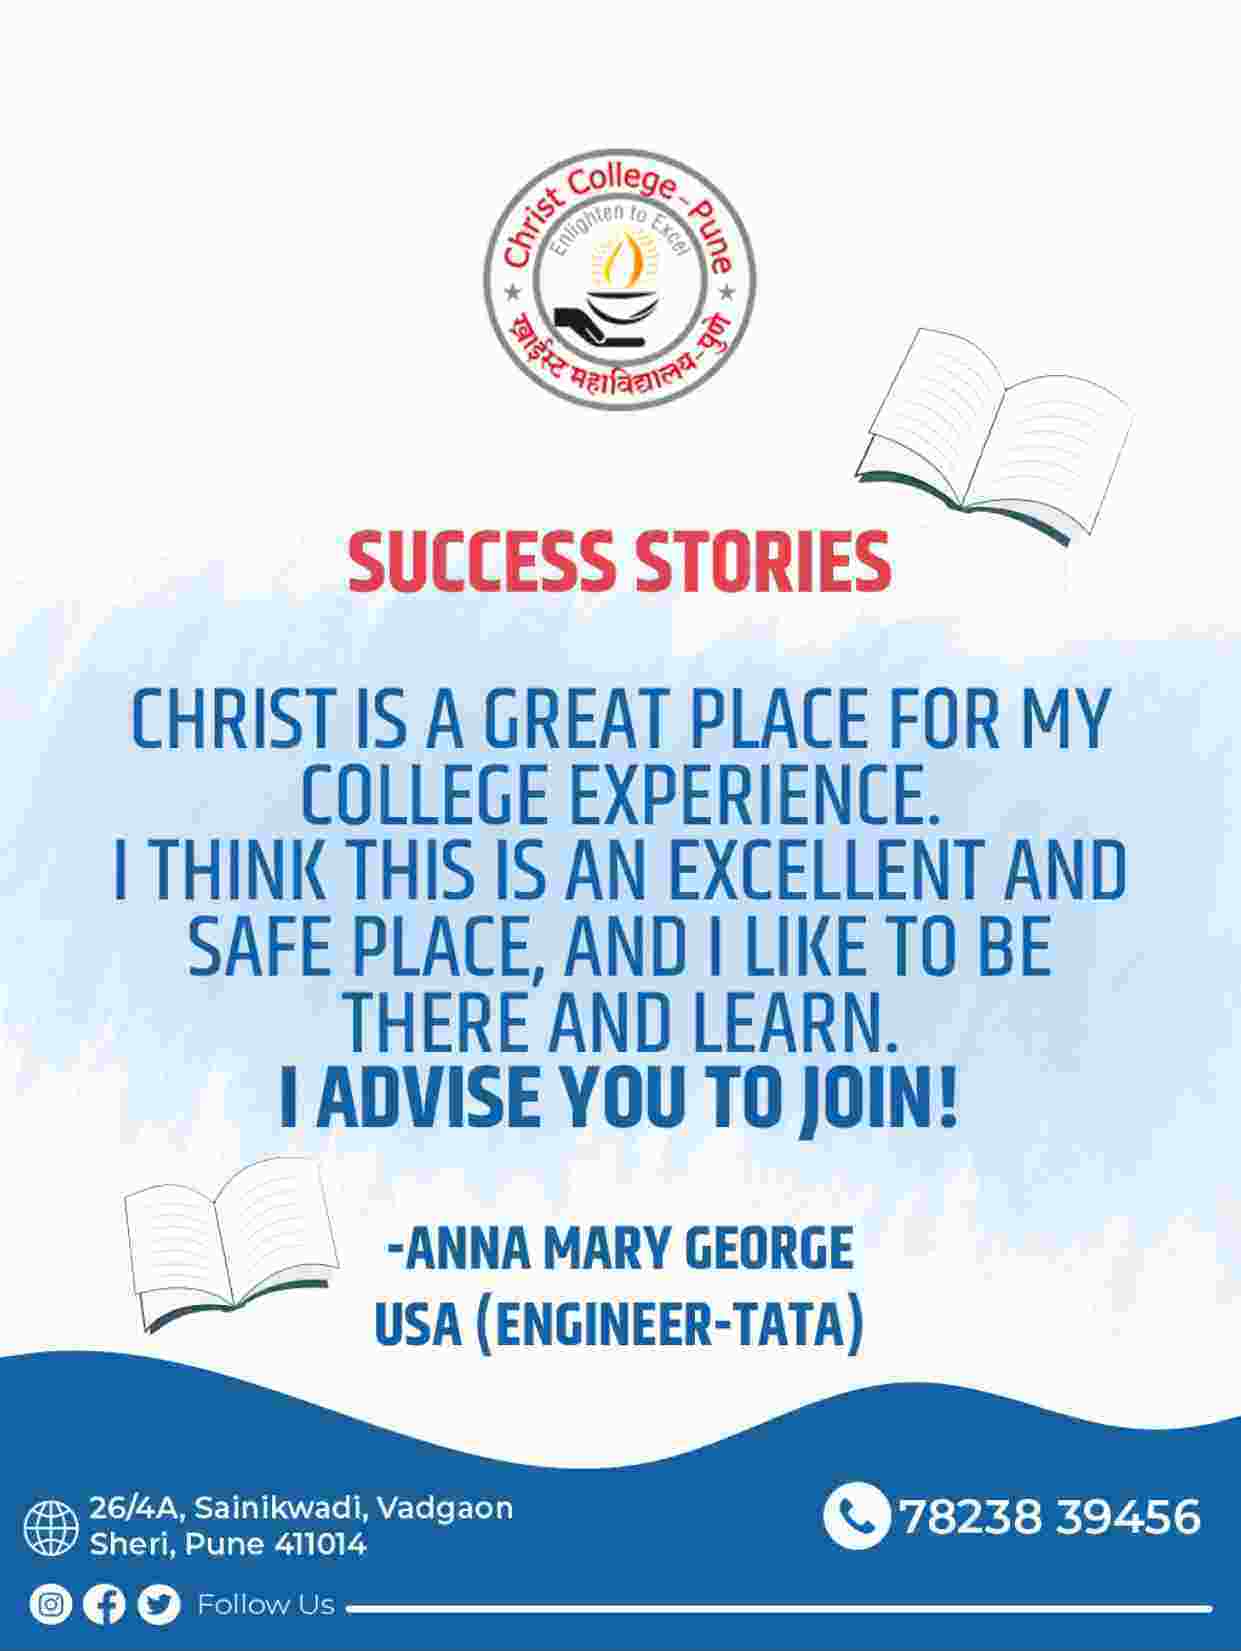 Christ College - Pune
Enlighten to Excel
ख्राईस्ट महाविद्यालय - पुणे
SUCCESS STORIES
CHRIST IS A GREAT PLACE FOR MY
COLLEGE EXPERIENCE.
I THINK THIS IS AN EXCELLENT AND
SAFE PLACE, AND I LIKE TO BE
THERE AND LEARN.
I ADVISE YOU TO JOIN!
-ANNA MARY GEORGE
USA (ENGINEER-TATA)
26/4A, Sainikwadi, Vadgaon
Sheri, Pune 411014
78238 39456
Follow Us